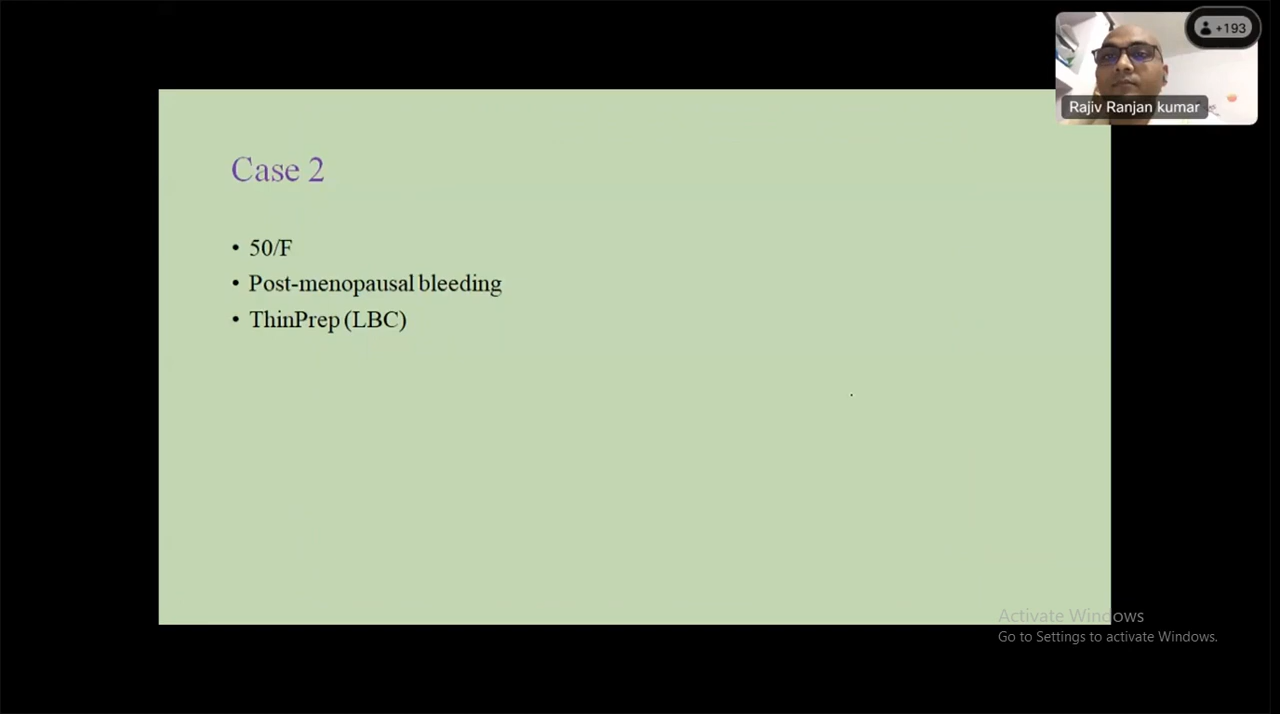 +193
Rajiv Ranjan kumar
Case 2
• 50/F
• Post-menopausal bleeding
• ThinPrep (LBC)
Activate Windows
Go to Settings to activate Windows.